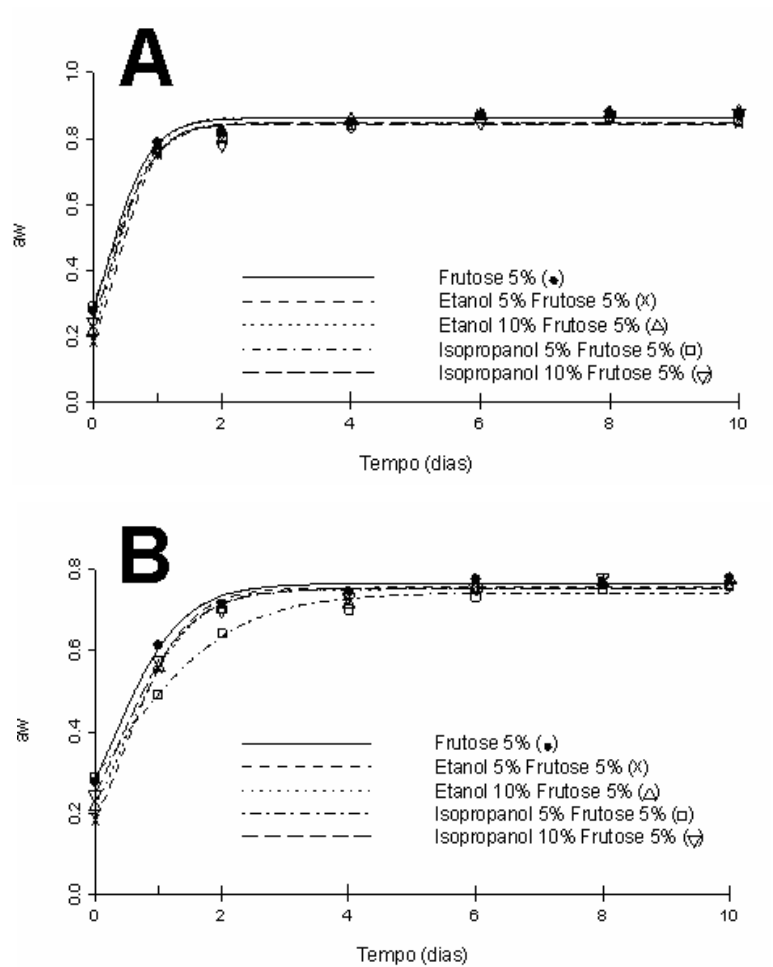 A
1.0
0.8
0.6
0.4
0.2
0.0
aw
Frutose 5% (•)
Etanol 5% Frutose 5% (X)
Etanol 10% Frutose 5% (△)
Isopropanol 5% Frutose 5% (□)
Isopropanol 10% Frutose 5% (▽)
0 2 4 6 8 10
Tempo (dias)
B
0.8
0.6
0.4
0.2
0.0
aw
Frutose 5% (•)
Etanol 5% Frutose 5% (X)
Etanol 10% Frutose 5% (△)
Isopropanol 5% Frutose 5% (□)
Isopropanol 10% Frutose 5% (▽)
0 2 4 6 8 10
Tempo (dias)